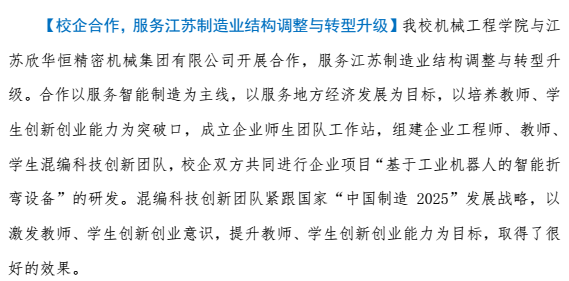 【校企合作，服务江苏制造业结构调整与转型升级】我校机械工程学院与江
苏欣华恒精密机械集团有限公司开展合作，服务江苏制造业结构调整与转型升
级。合作以服务智能制造为主线，以服务地方经济发展为目标，以培养教师、学
生创新创业能力为突破口，成立企业师生团队工作站，组建企业工程师、教师、
学生混编科技创新团队，校企双方共同进行企业项目“基于工业机器人的智能折
弯设备”的研发。混编科技创新团队紧跟国家“中国制造 2025”发展战略，以
激发教师、学生创新创业意识，提升教师、学生创新创业能力为目标，取得了很
好的效果。